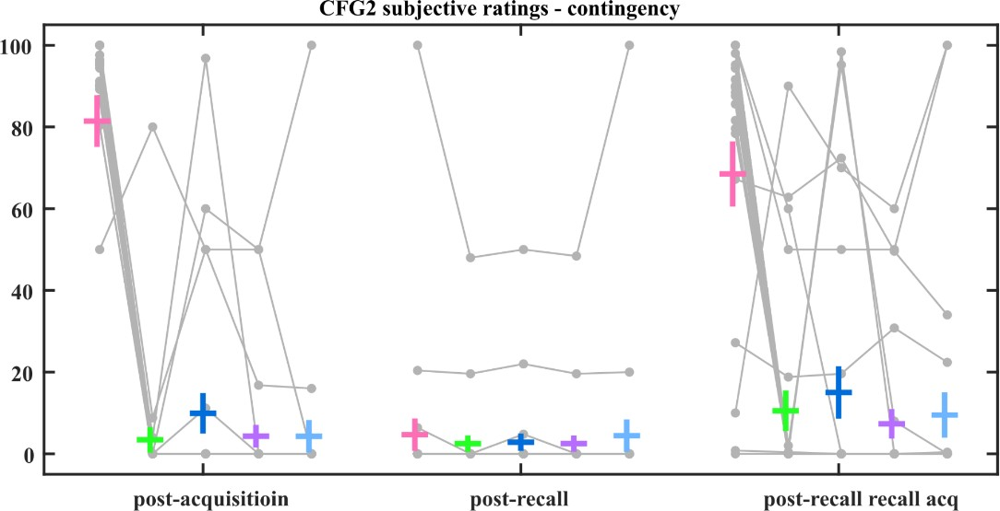 CFG2 subjective ratings - contingency
100
80
60
40
20
0
post-acquisitioin
post-recall
post-recall recall acq